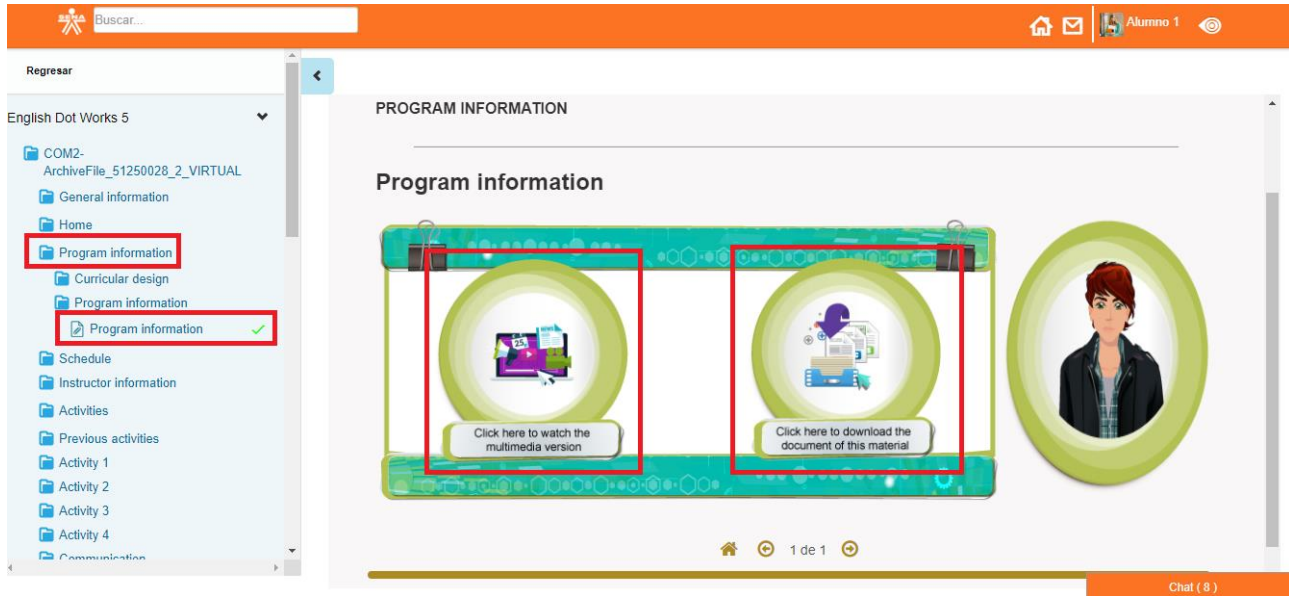 SENA
Buscar...
Alumno 1
Regresar
English Dot Works 5
COM2-
ArchiveFile_51250028_2_VIRTUAL
General information
Home
Program information
Curricular design
Program information
Program information
Schedule
Instructor information
Activities
Previous activities
Activity 1
Activity 2
Activity 3
Activity 4
Communication
PROGRAM INFORMATION
Program information
Click here to watch the
multimedia version
Click here to download the
document of this material
1 de 1
Chat ( 8 )